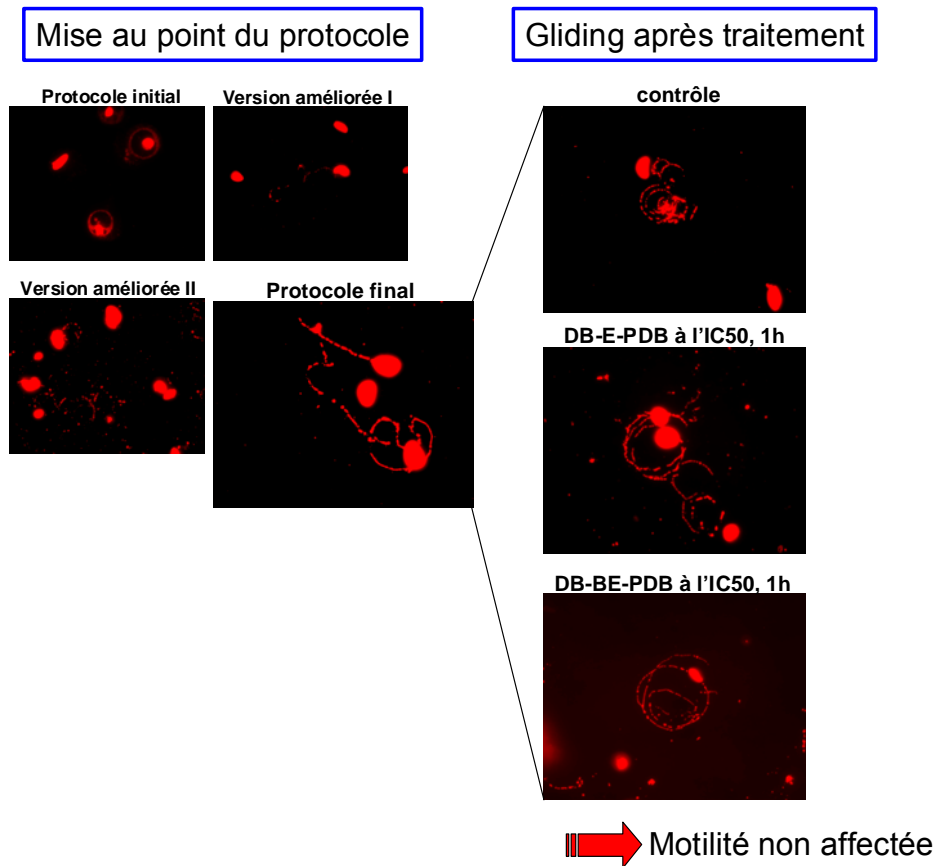 Mise au point du protocole
Gliding après traitement
Protocole initial
Version améliorée I
Version améliorée II
Protocole final
contrôle
DB-E-PDB à l'IC50, 1h
DB-BE-PDB à l'IC50, 1h
Motilité non affectée